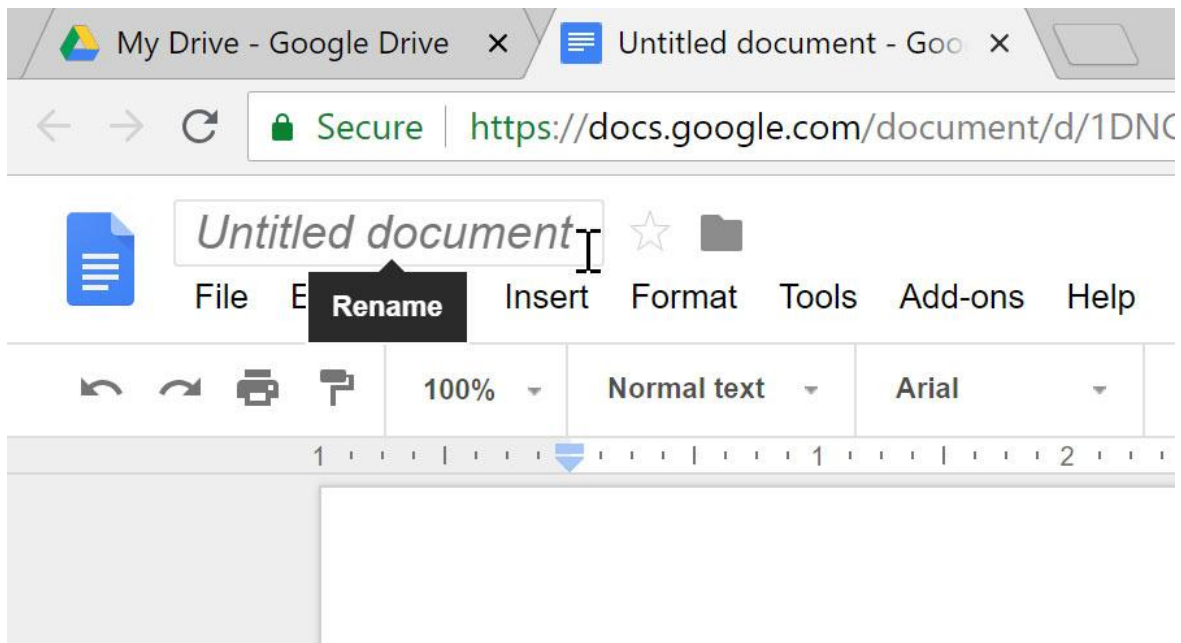 My Drive - Google Drive Untitled document - Goo
Secure https://docs.google.com/document/d/1DN
Untitled document
File E Insert Format Tools Add-ons Help
Rename
100% Normal text Arial
1 1 2